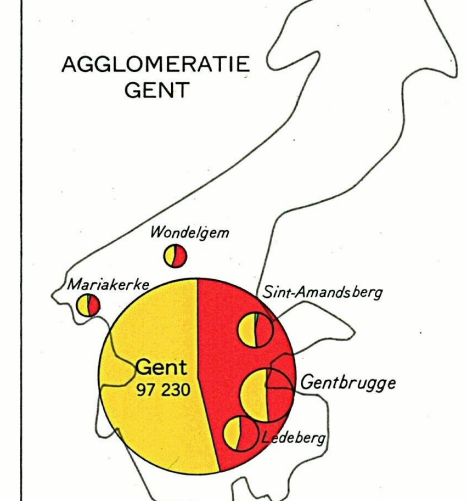 AGGLOMERATIE
GENT
Wondelgem
Mariakerke
Sint-Amandsberg
Gent
97 230
Gentbrugge
Ledeberg